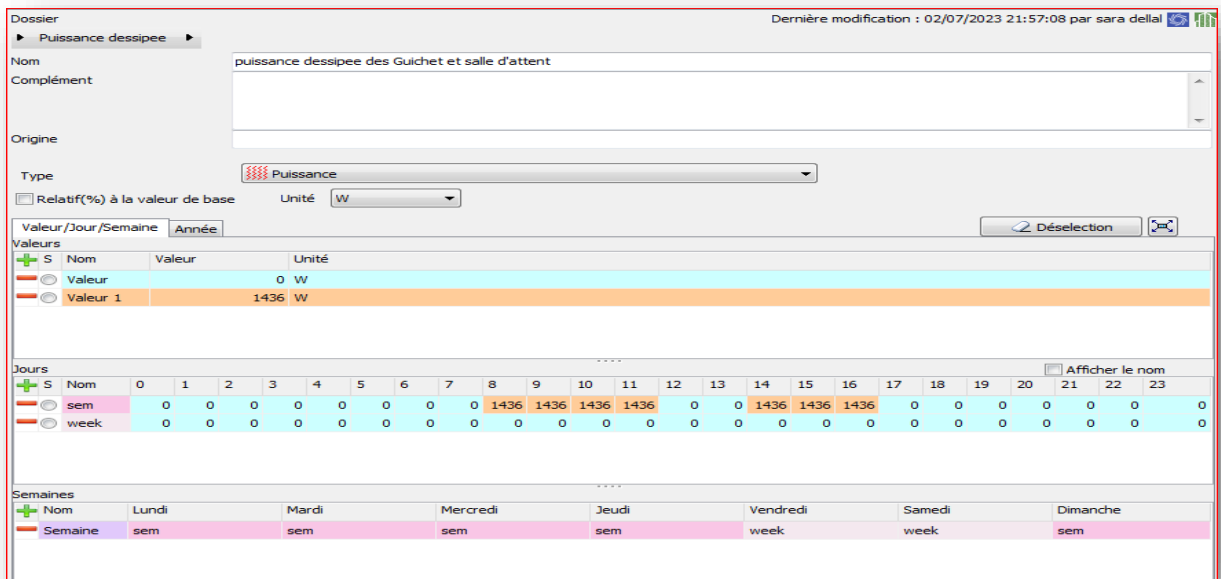 Dossier Dernière modification : 02/07/2023 21:57:08 par sara dellal
Puissance dessipee
Nom puissance dessipee des Guichet et salle d'attent
Complément
Origine
Type Puissance
Relatif(%) à la valeur de base Unité W
Valeur/Jour/Semaine Année Déselection
Valeurs
S Nom Valeur Unité
Valeur 0 W
Valeur 1 1436 W
Jours Afficher le nom
S Nom 0 1 2 3 4 5 6 7 8 9 10 11 12 13 14 15 16 17 18 19 20 21 22 23
sem 0 0 0 0 0 0 0 0 1436 1436 1436 1436 0 0 1436 1436 1436 0 0 0 0 0 0 0
week 0 0 0 0 0 0 0 0 0 0 0 0 0 0 0 0 0 0 0 0 0 0 0 0
Semaines
Nom Lundi Mardi Mercredi Jeudi Vendredi Samedi Dimanche
Semaine sem sem sem sem week week sem